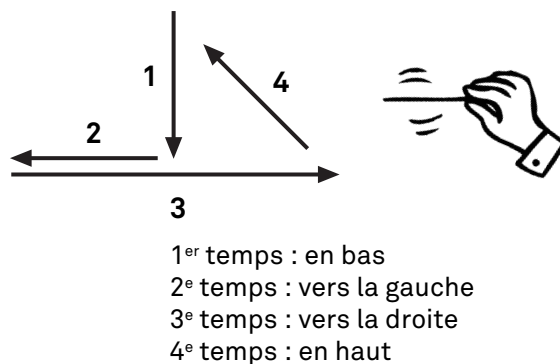 1
4
2
3
1er temps : en bas
2e temps : vers la gauche
3e temps : vers la droite
4e temps : en haut